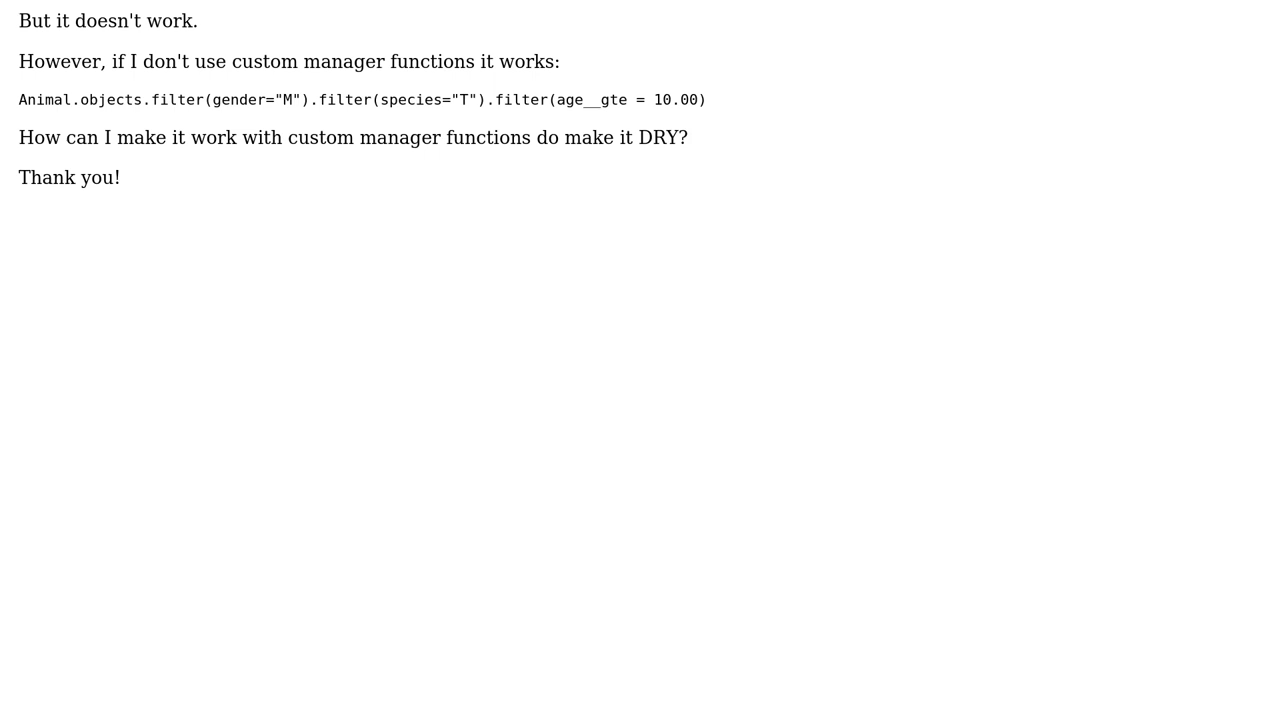 But it doesn't work.
However, if I don't use custom manager functions it works:
Animal.objects.filter(gender="M").filter(species="T").filter(age__gte = 10.00)
How can I make it work with custom manager functions do make it DRY?
Thank you!